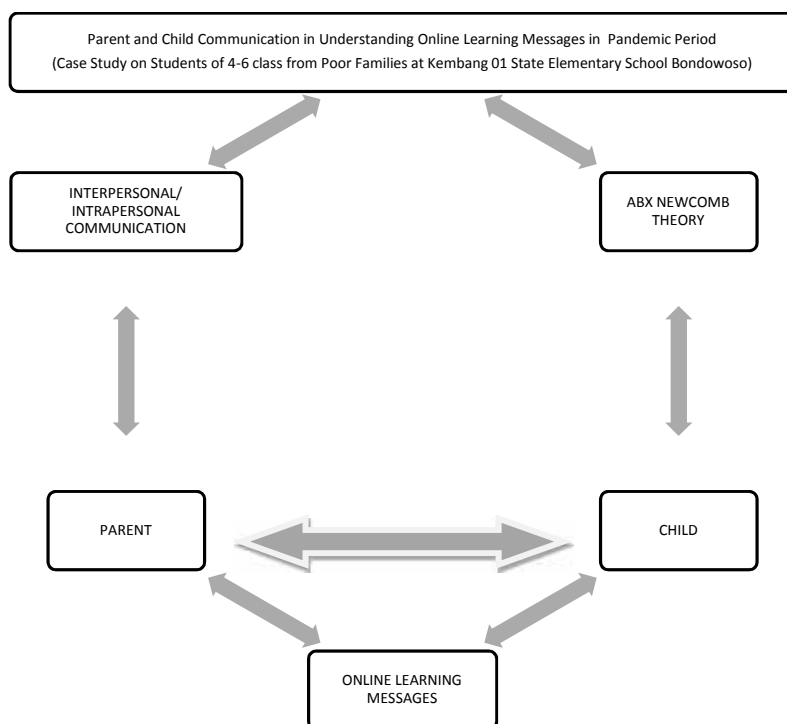 Parent and Child Communication in Understanding Online Learning Messages in Pandemic Period
(Case Study on Students of 4-6 class from Poor Families at Kembang 01 State Elementary School Bondowoso)
INTERPERSONAL/
INTRAPERSONAL
COMMUNICATION
ABX NEWCOMB
THEORY
PARENT
CHILD
ONLINE LEARNING
MESSAGES